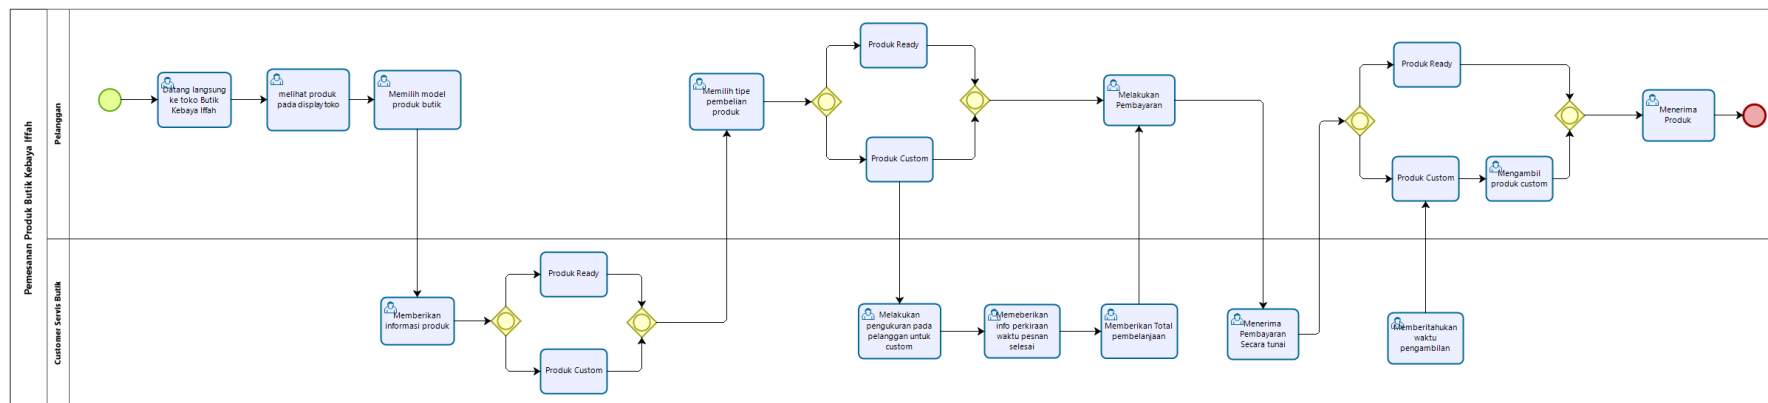 Pemesanan Produk Butik Kebaya Iffah
Pelanggan
Datang langsung
ke toko Butik
Kebaya Iffah
melihat produk
pada displaytoko
Memilih model
produk butik
Memilih tipe
pembelian
produk
Produk Ready
Produk Custom
Melakukan
Pembayaran
Produk Ready
Produk Custom
Mengambil
produk custom
Menerima
Produk
Customer Servis Butik
Memberikan
informasi produk
Produk Ready
Produk Custom
Melakukan
pengukuran pada
pelanggan untuk
custom
Memeberikan
info perkiraan
waktu pesnan
selesai
Memberikan Total
pembelanjaan
Menerima
Pembayaran
Secara tunai
Memberitahukan
waktu
pengambilan